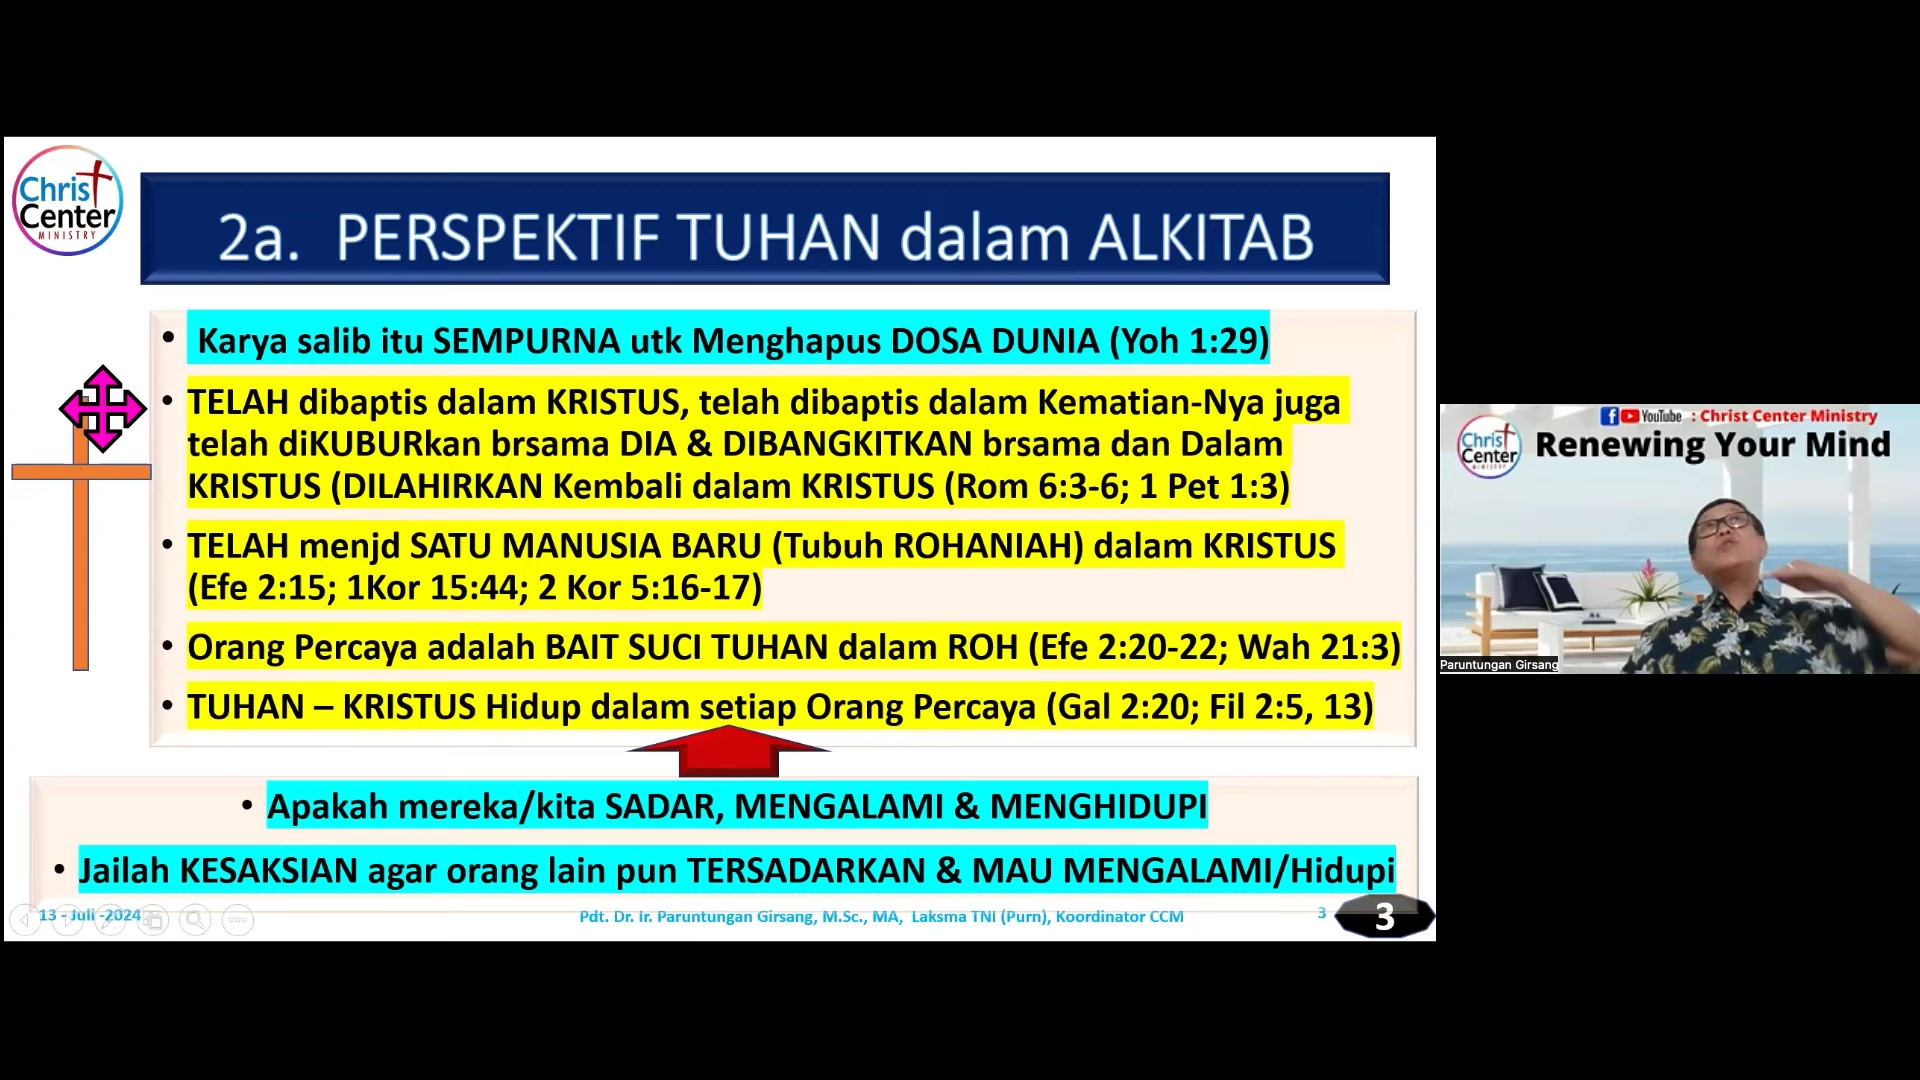 Christ
Center
MINISTRY
2a. PERSPEKTIF TUHAN dalam ALKITAB
• Karya salib itu SEMPURNA utk Menghapus DOSA DUNIA (Yoh 1:29)
• TELAH dibaptis dalam KRISTUS, telah dibaptis dalam Kematian-Nya juga
telah diKUBURkan brsama DIA & DIBANGKITKAN brsama dan Dalam
KRISTUS (DILAHIRKAN Kembali dalam KRISTUS (Rom 6:3-6; 1 Pet 1:3)
• TELAH menjd SATU MANUSIA BARU (Tubuh ROHANIAH) dalam KRISTUS
(Efe 2:15; 1Kor 15:44; 2 Kor 5:16-17)
• Orang Percaya adalah BAIT SUCI TUHAN dalam ROH (Efe 2:20-22; Wah 21:3)
• TUHAN – KRISTUS Hidup dalam setiap Orang Percaya (Gal 2:20; Fil 2:5, 13)
• Apakah mereka/kita SADAR, MENGALAMI & MENGHIDUPI
• Jailah KESAKSIAN agar orang lain pun TERSADARKAN & MAU MENGALAMI/Hidupi
13 - Juli -2024
Pdt. Dr. Ir. Paruntungan Girsang, M.Sc., MA, Laksma TNI (Purn), Koordinator CCM
3
3
YouTube : Christ Center Ministry
Christ
Center
MINISTRY
Renewing Your Mind
Paruntungan Girsang